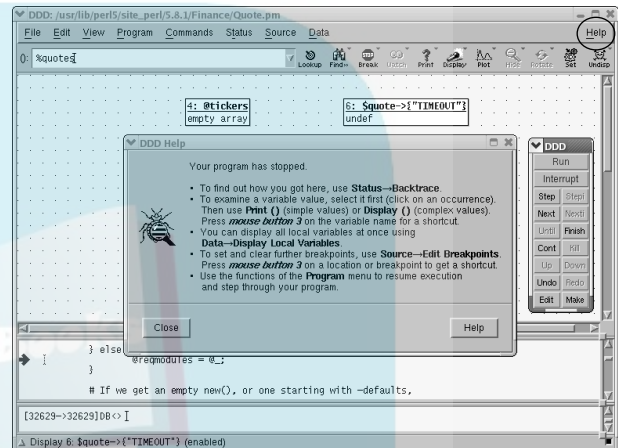 DDD: /usr/lib/perl5/site_perl/5.8.1/Finance/Quote.pm
File Edit View Program Commands Status Source Data Help
(): %quotes
Lookup Find» Break Watch Print Display Plot Hide Rotate Set Undisp
4: @tickers
empty array
6: $quote->{"TIMEOUT"}
undef
DDD Help
Your program has stopped.
• To find out how you got here, use Status→Backtrace.
• To examine a variable value, select it first (click on an occurrence).
Then use Print () (simple values) or Display () (complex values).
Press mouse button 3 on the variable name for a shortcut.
• You can display all local variables at once using
Data→Display Local Variables.
• To set and clear further breakpoints, use Source→Edit Breakpoints.
Press mouse button 3 on a location or breakpoint to get a shortcut.
• Use the functions of the Program menu to resume execution
and step through your program.
Close Help
DDD
Run
Interrupt
Step Stepi
Next Nexti
Until Finish
Cont Kill
Up Down
Undo Redo
Edit Make
} else
@reqmodules = @_;
}
# If we get an empty new(), or one starting with -defaults,
[32629->32629]DB<>
Display 6: $quote->{"TIMEOUT"} (enabled)